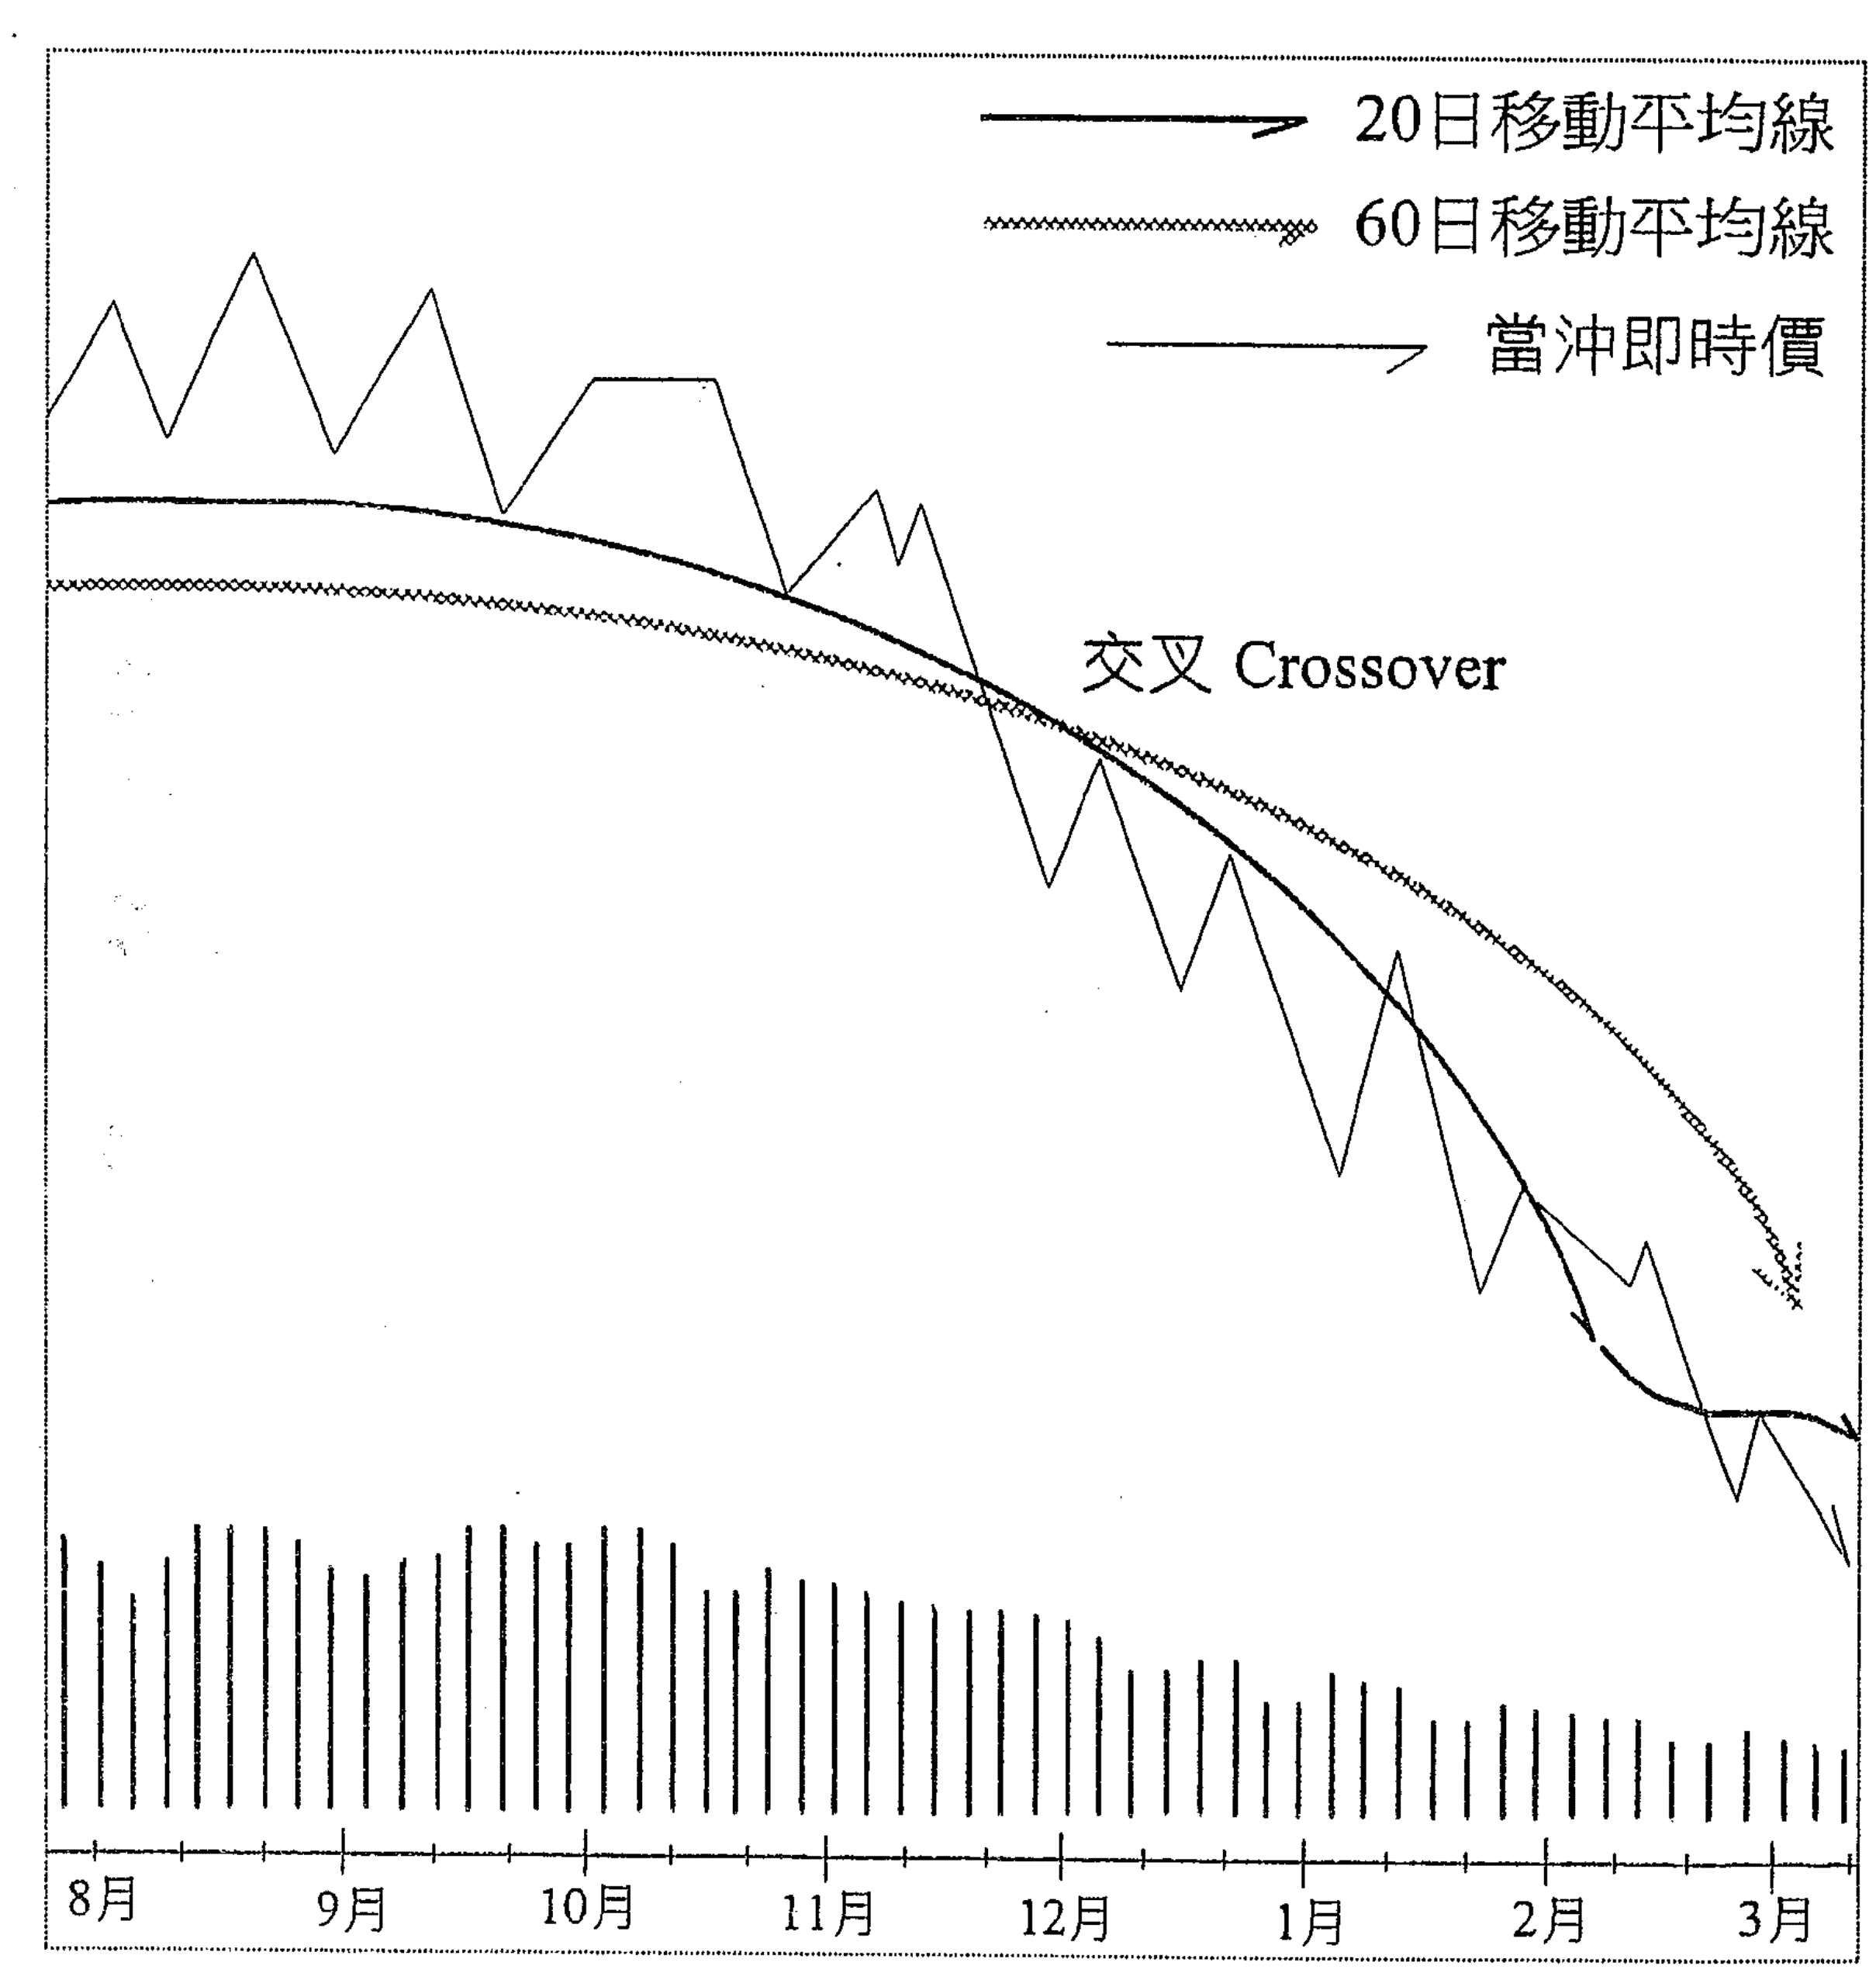 20日移動平均線
60日移動平均線
當沖即時價
交叉 Crossover
8月 9月 10月 11月 12月 1月 2月 3月